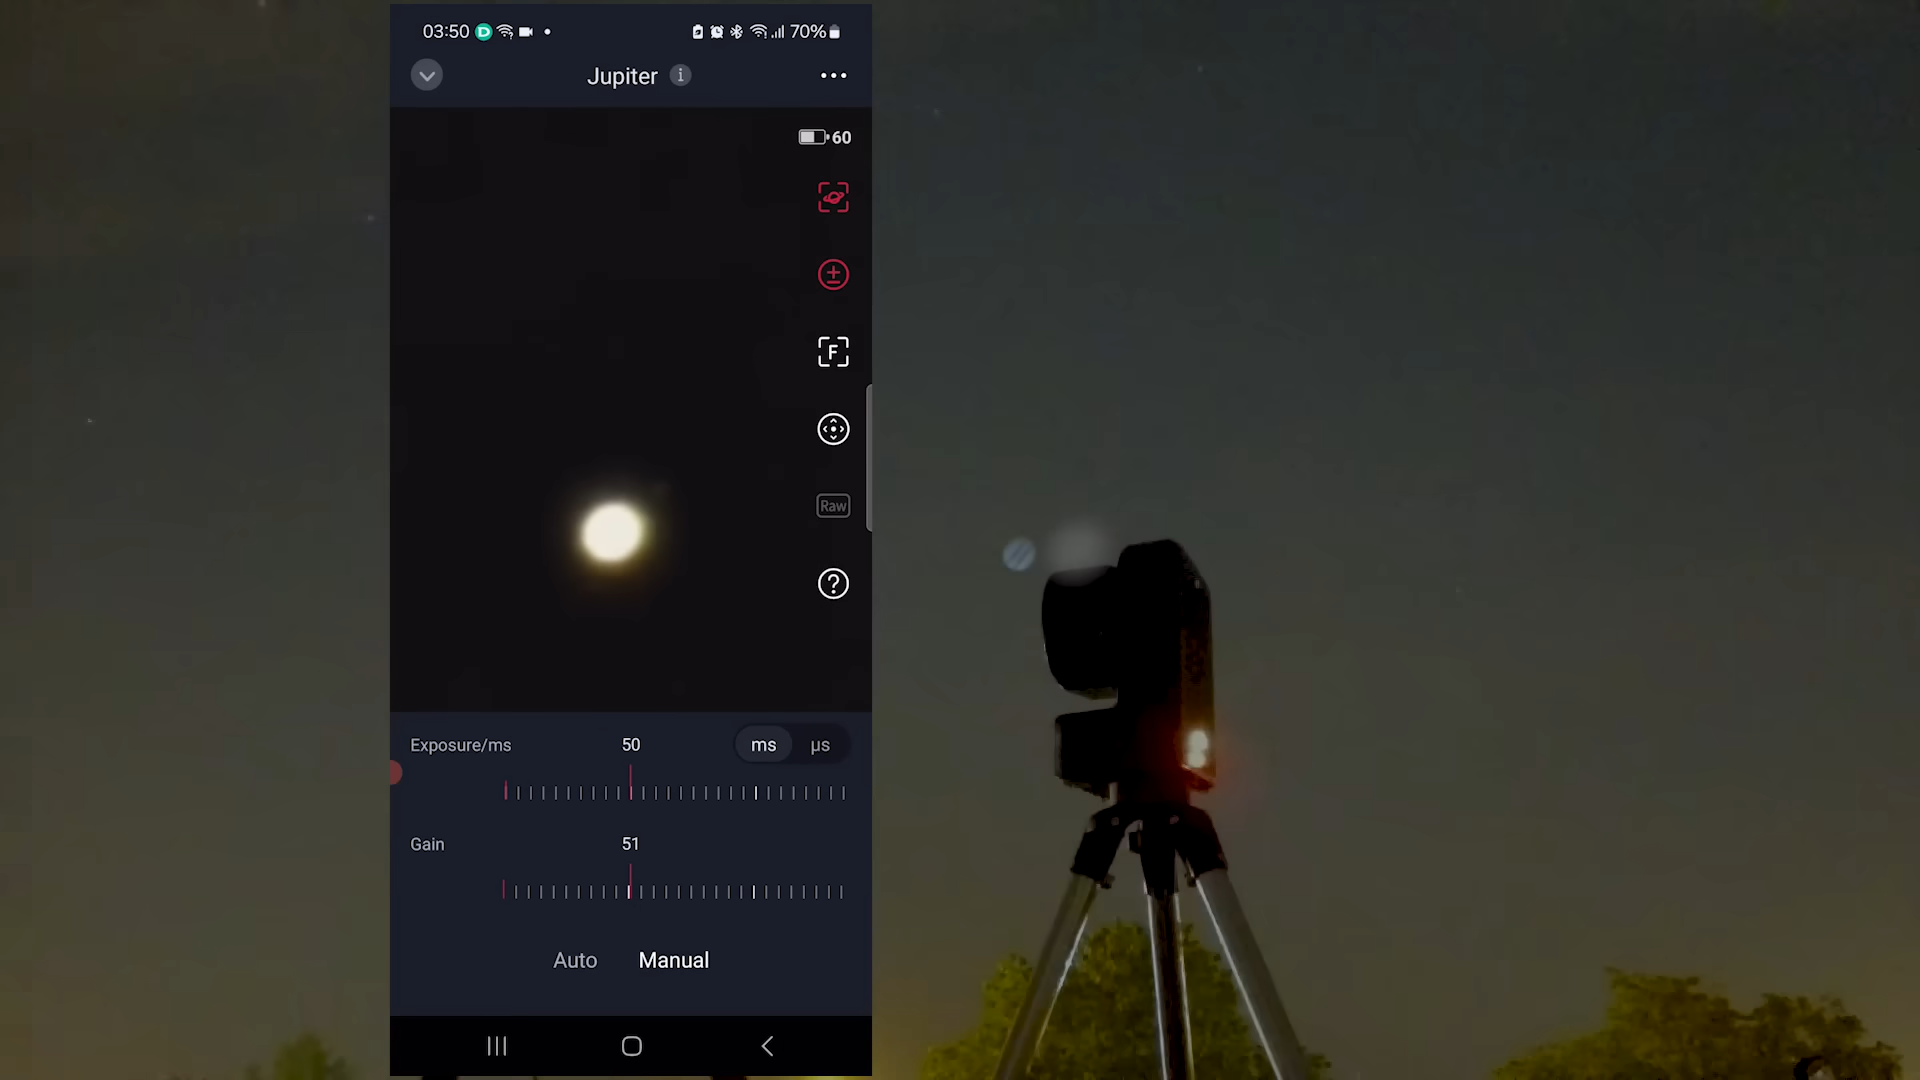 03:50 D 70%
Jupiter i
60
F
Raw
?
Exposure/ms 50 ms µs
Gain 51
Auto Manual